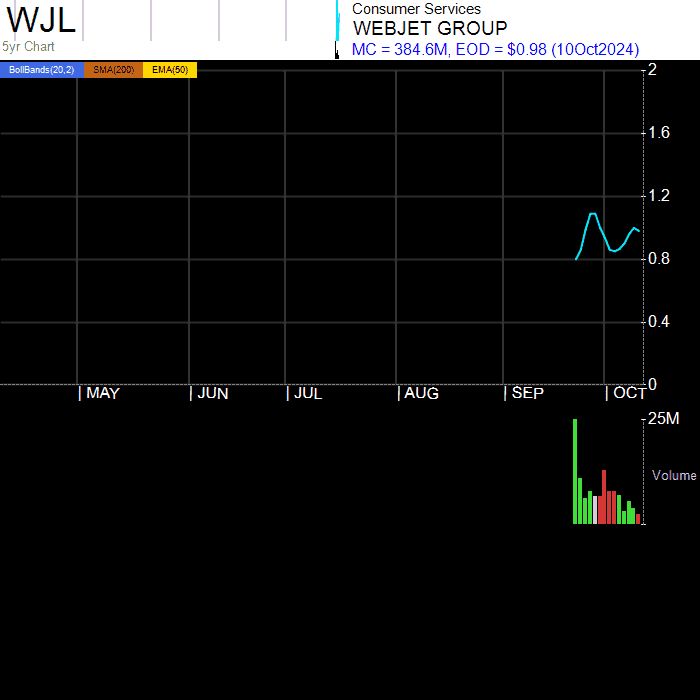 WJL
5yr Chart
Consumer Services
WEBJET GROUP
MC = 384.6M, EOD = $0.98 (10Oct2024)
BollBands(20,2) SMA(200) EMA(50)
2
1.6
1.2
0.8
0.4
0
| MAY | JUN | JUL | AUG | SEP | OCT
25M
Volume